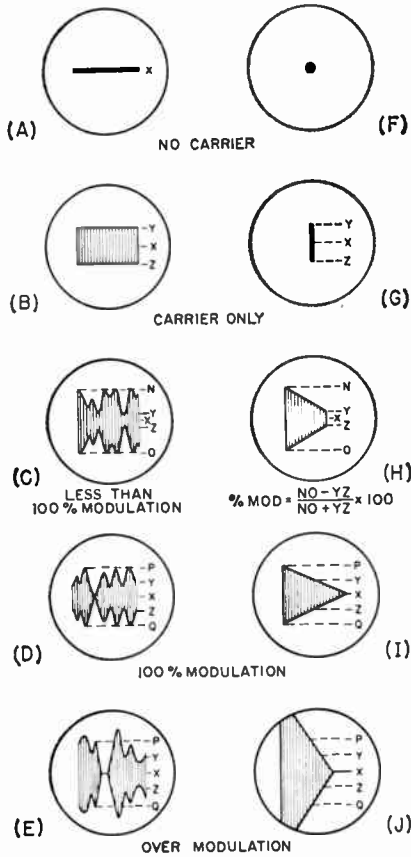 X
(A) (F)
NO CARRIER
Y Y
X X
Z Z
(B) (G)
CARRIER ONLY
N N
Y Y
X X
Z Z
O O
(C) (H)
LESS THAN
100% MODULATION
% MOD = NO - YZ / NO + YZ × 100
P P
Y Y
X X
Z Z
Q Q
(D) (I)
100% MODULATION
P P
Y Y
X X
Z Z
Q Q
(E) (J)
OVER MODULATION